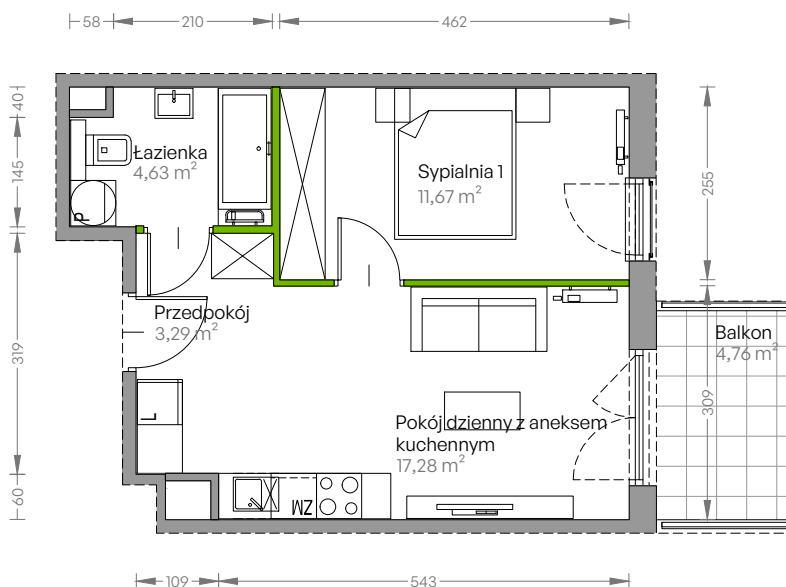 58
210
462
40
145
319
60
Łazienka
4,63 m²
P
Sypialnia 1
11,67 m²
255
309
Przedpokój
3,29 m²
Balkon
4,76 m²
L
Pokój dzienny z aneksem
kuchennym
17,28 m²
ZM
109
543